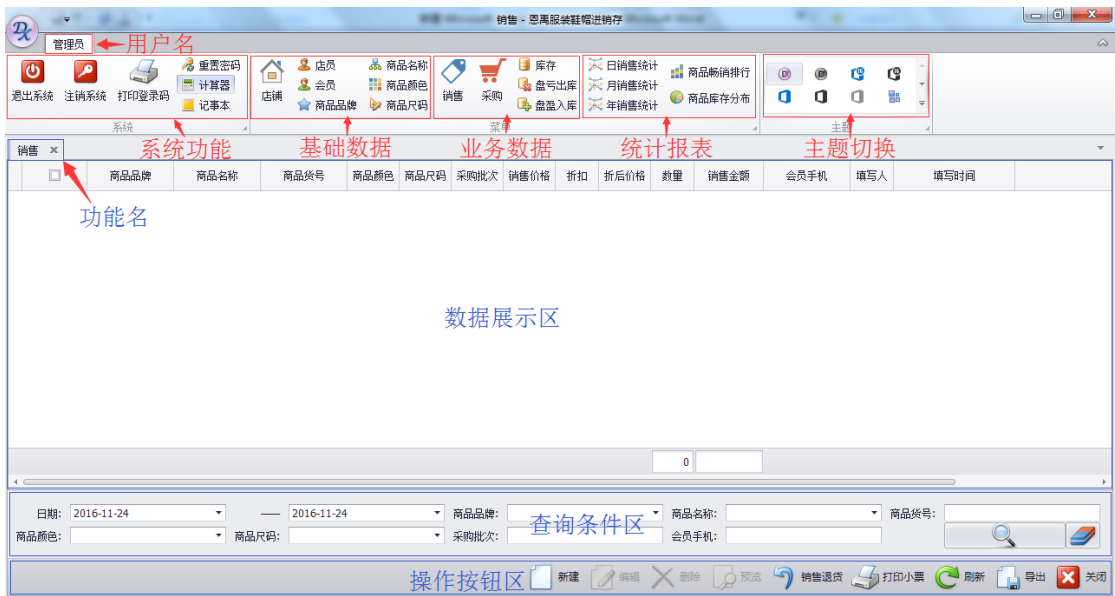 销售 - 恩禹服装鞋帽进销存
管理员 用户名
退出系统 注销系统 打印登录码 重置密码 计算器 记事本
店铺 店员 会员 商品品牌 商品名称 商品颜色 商品尺码
销售 采购 库存 盘亏出库 盘盈入库
日销售统计 月销售统计 年销售统计 商品畅销排行 商品库存分布
系统 菜单 主题
系统功能 基础数据 业务数据 统计报表 主题切换
销售
商品品牌 商品名称 商品货号 商品颜色 商品尺码 采购批次 销售价格 折扣 折后价格 数量 销售金额 会员手机 填写人 填写时间
功能名
数据展示区
0
日期: 2016-11-24 —— 2016-11-24 商品品牌: 商品名称: 商品货号:
查询条件区
商品颜色: 商品尺码: 采购批次: 会员手机:
操作按钮区 新建 编辑 删除 预览 销售退货 打印小票 刷新 导出 关闭